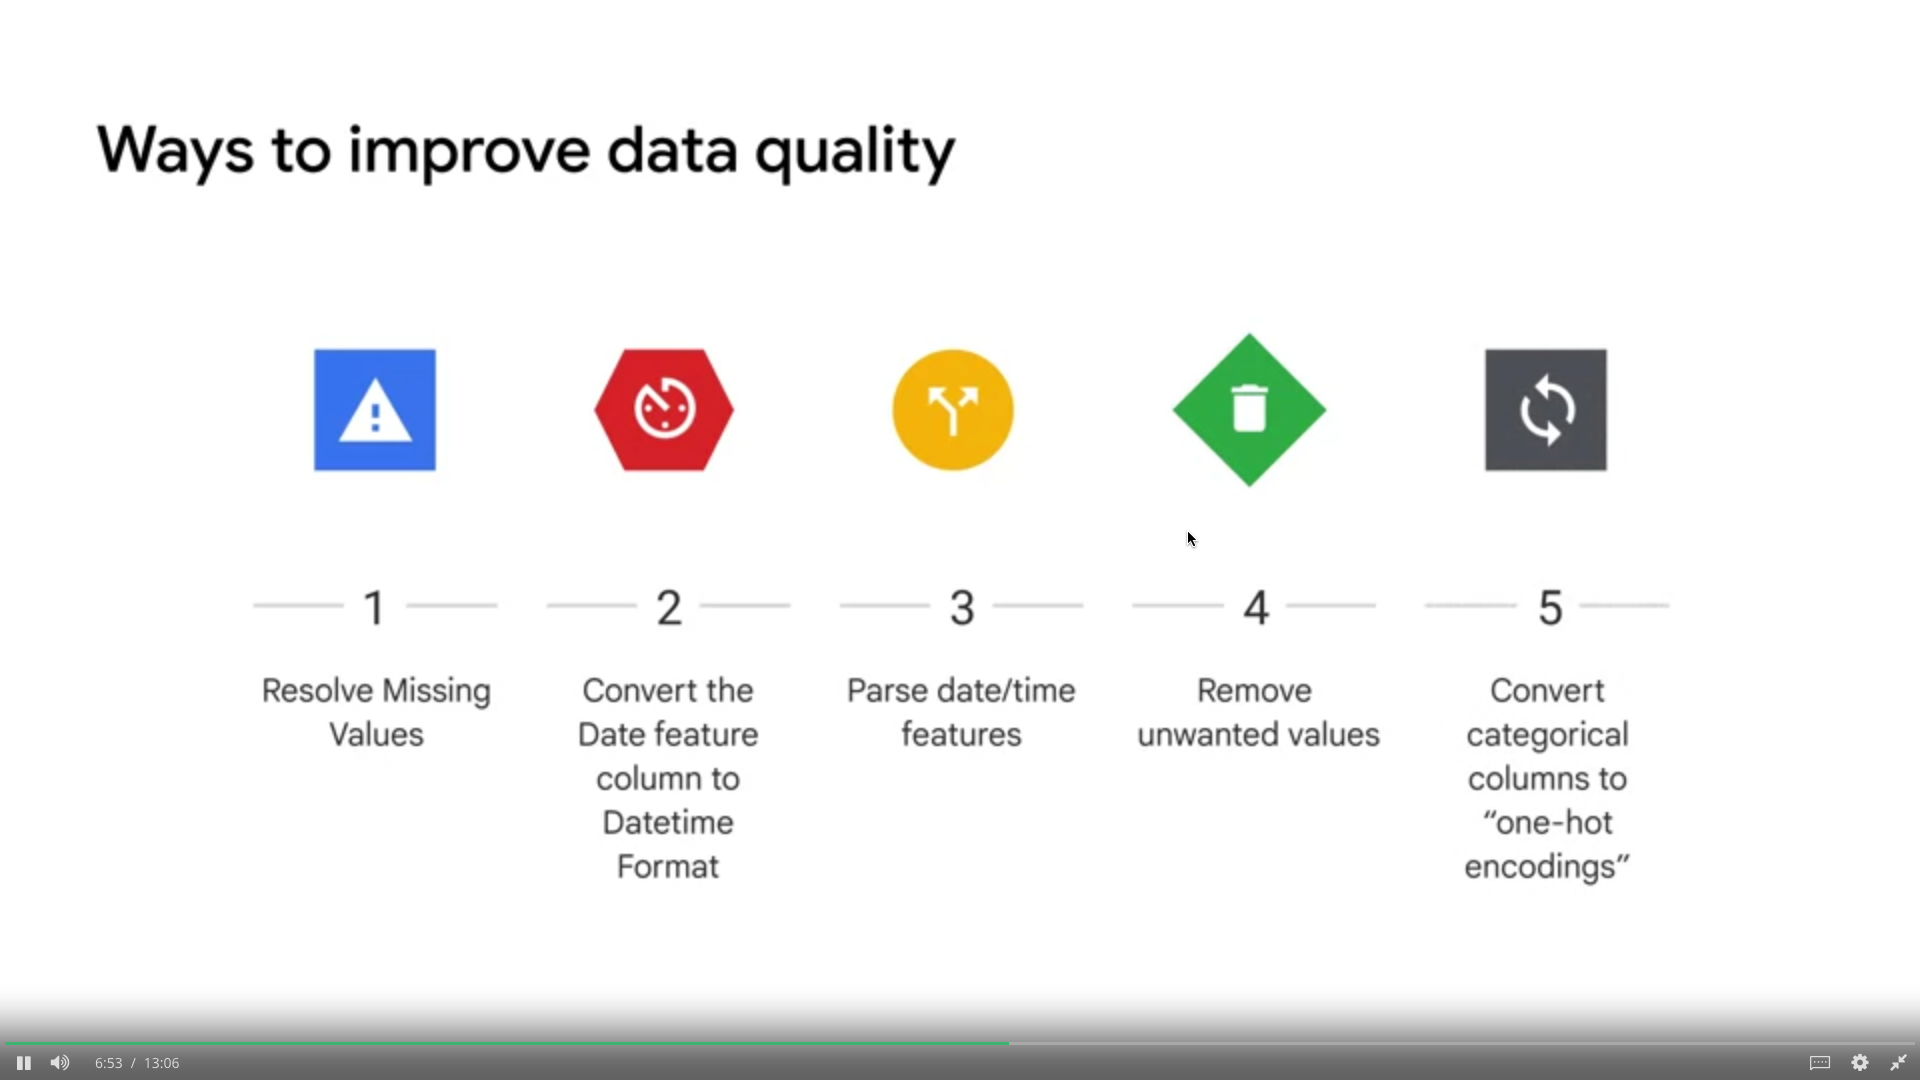 Ways to improve data quality
1
Resolve Missing
Values
2
Convert the
Date feature
column to
Datetime
Format
3
Parse date/time
features
4
Remove
unwanted values
5
Convert
categorical
columns to
“one-hot
encodings”
6:53 / 13:06